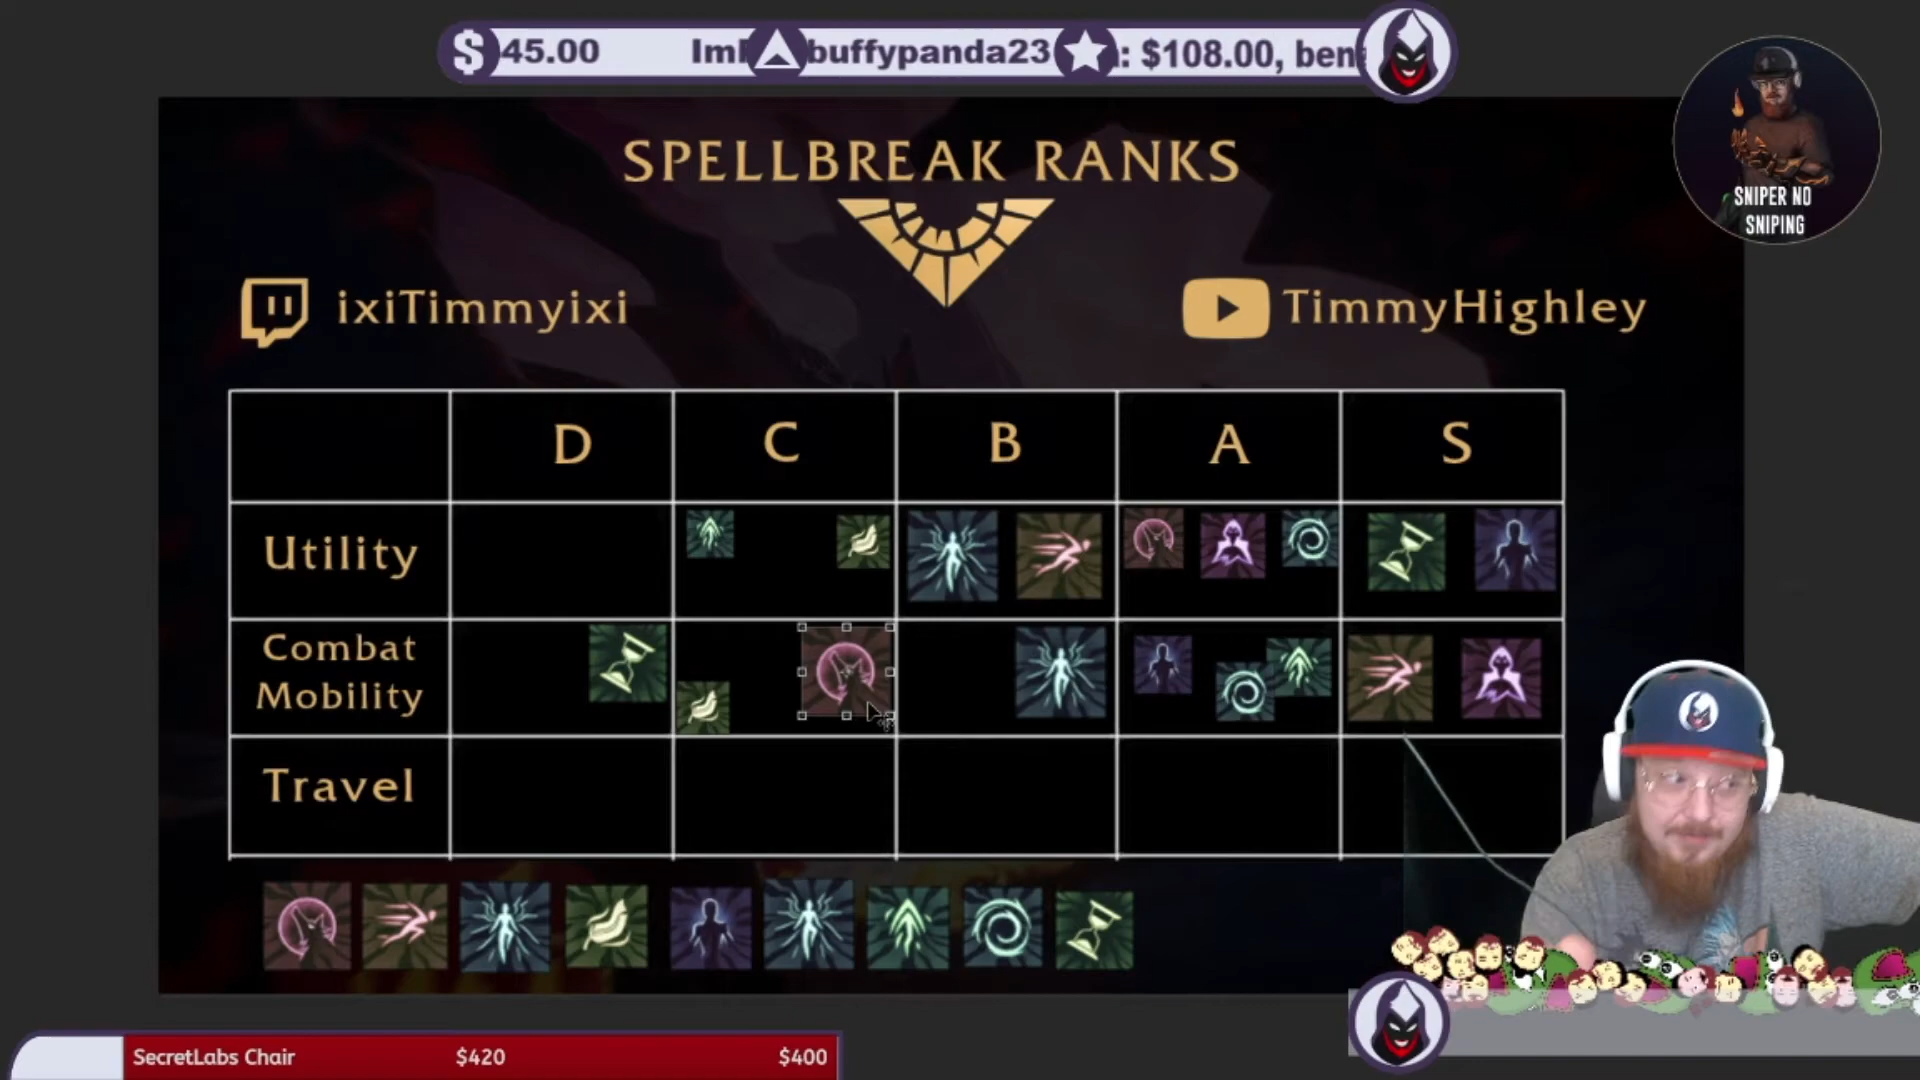 $45.00 Im buffypanda23 : $108.00, ben
SPELLBREAK RANKS
SNIPER NO
SNIPING
ixiTimmyixi
TimmyHighley
D C B A S
Utility
Combat
Mobility
Travel
SecretLabs Chair $420 $400